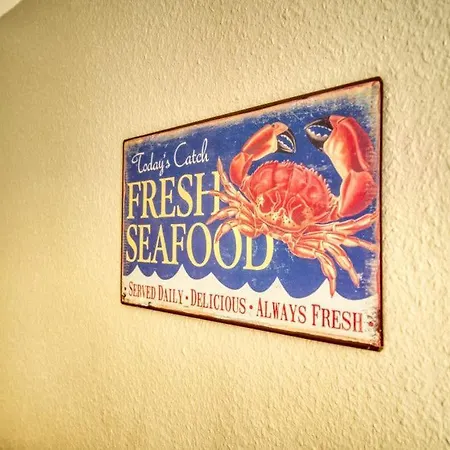 Today's Catch
FRESH
SEAFOOD
• SERVED DAILY • DELICIOUS • ALWAYS FRESH •